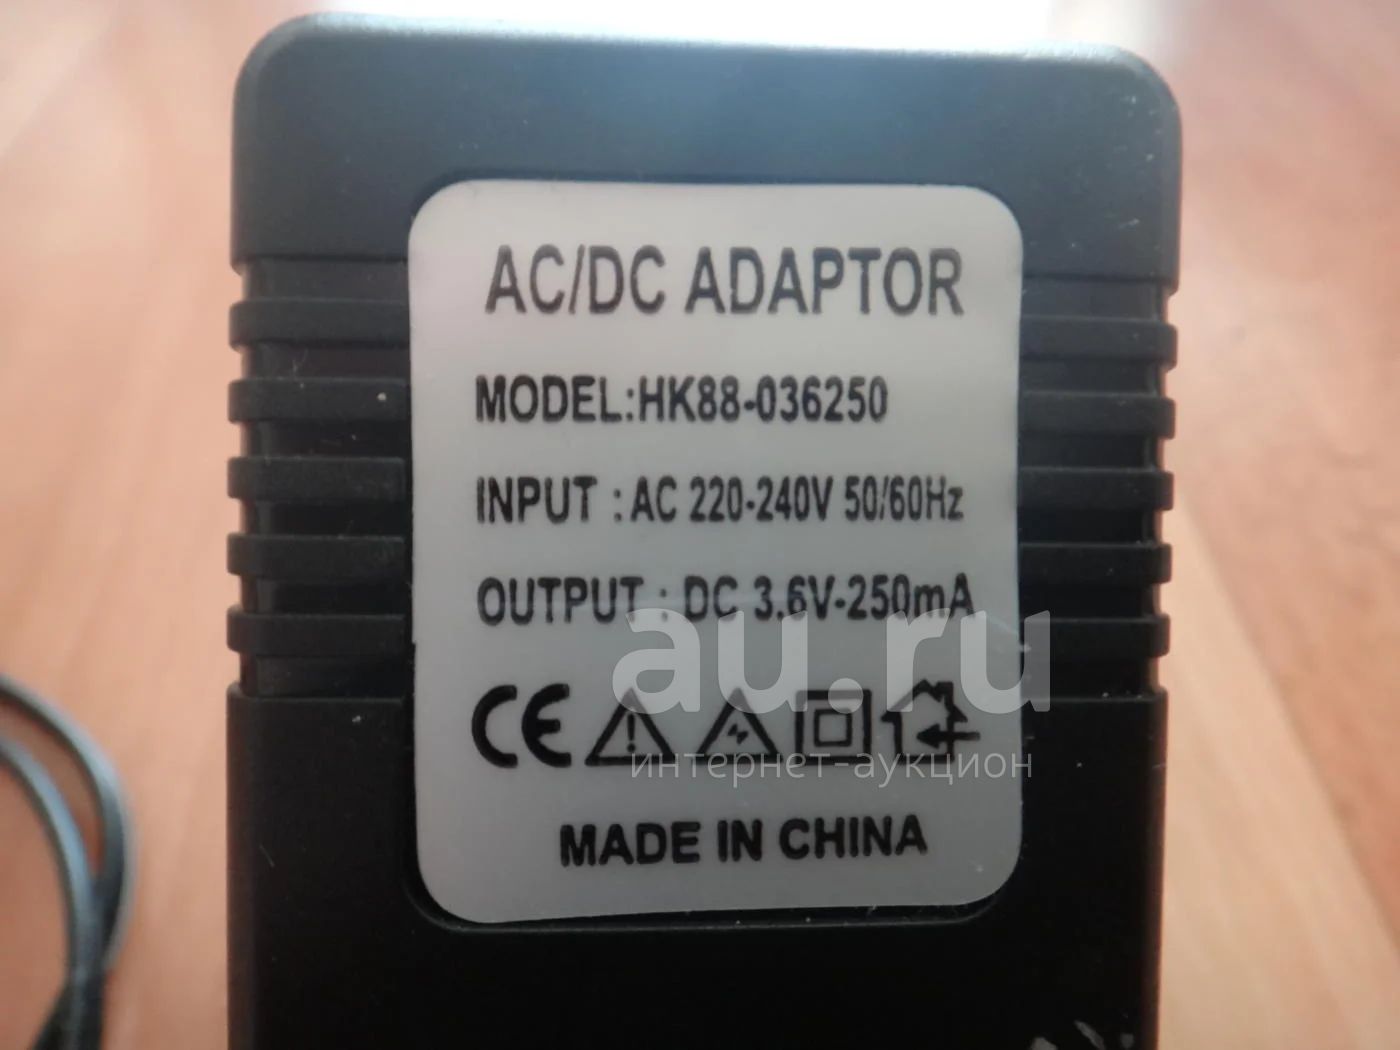 AC/DC ADAPTOR
MODEL:HK88-036250
INPUT : AC 220-240V 50/60Hz
OUTPUT : DC 3.6V-250mA
au.ru
CE
интернет-аукцион
MADE IN CHINA